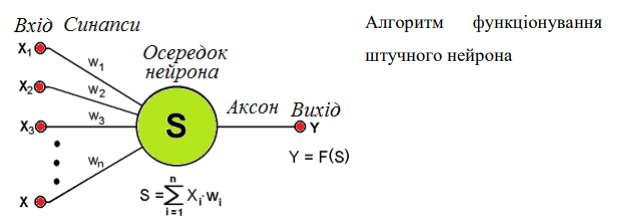 Вхід Синапси
Осередок
нейрона
Аксон Вихід
X1
X2
X3
X
w1
w2
w3
wn
S
Y
Y = F(S)
S = n∑i=1 Xi·wi
Алгоритм функціонування
штучного нейрона